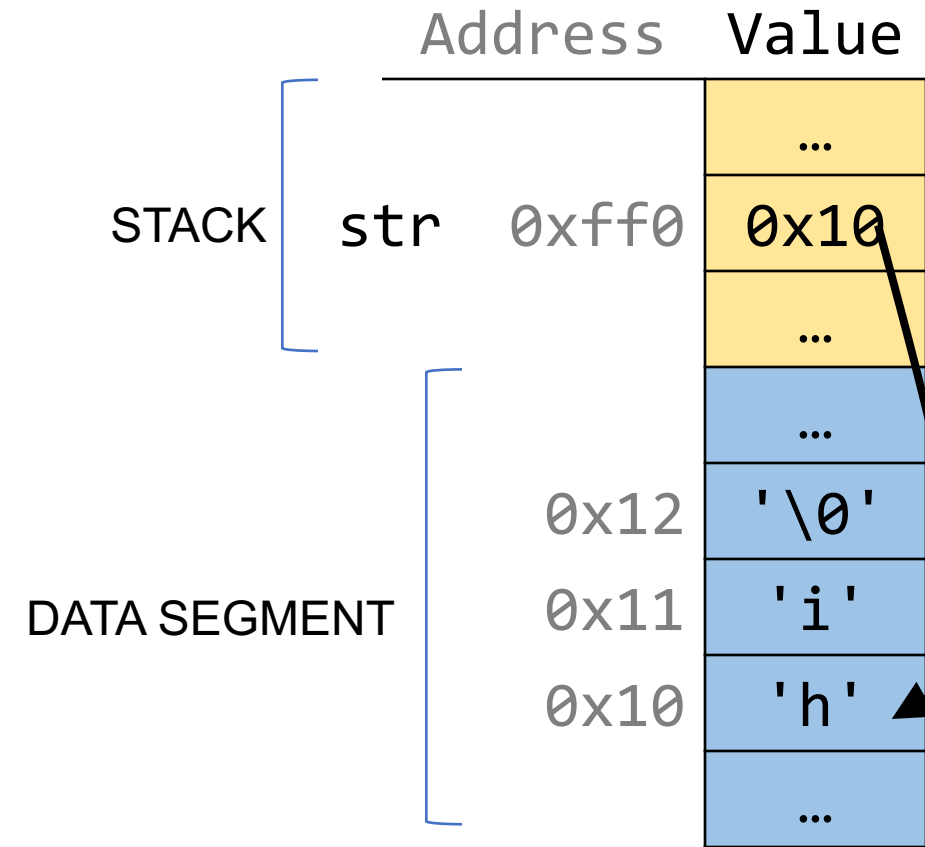 Address Value
…
STACK str 0xff0 0x10
…
…
0x12 '\0'
0x11 'i'
DATA SEGMENT
0x10 'h'
…